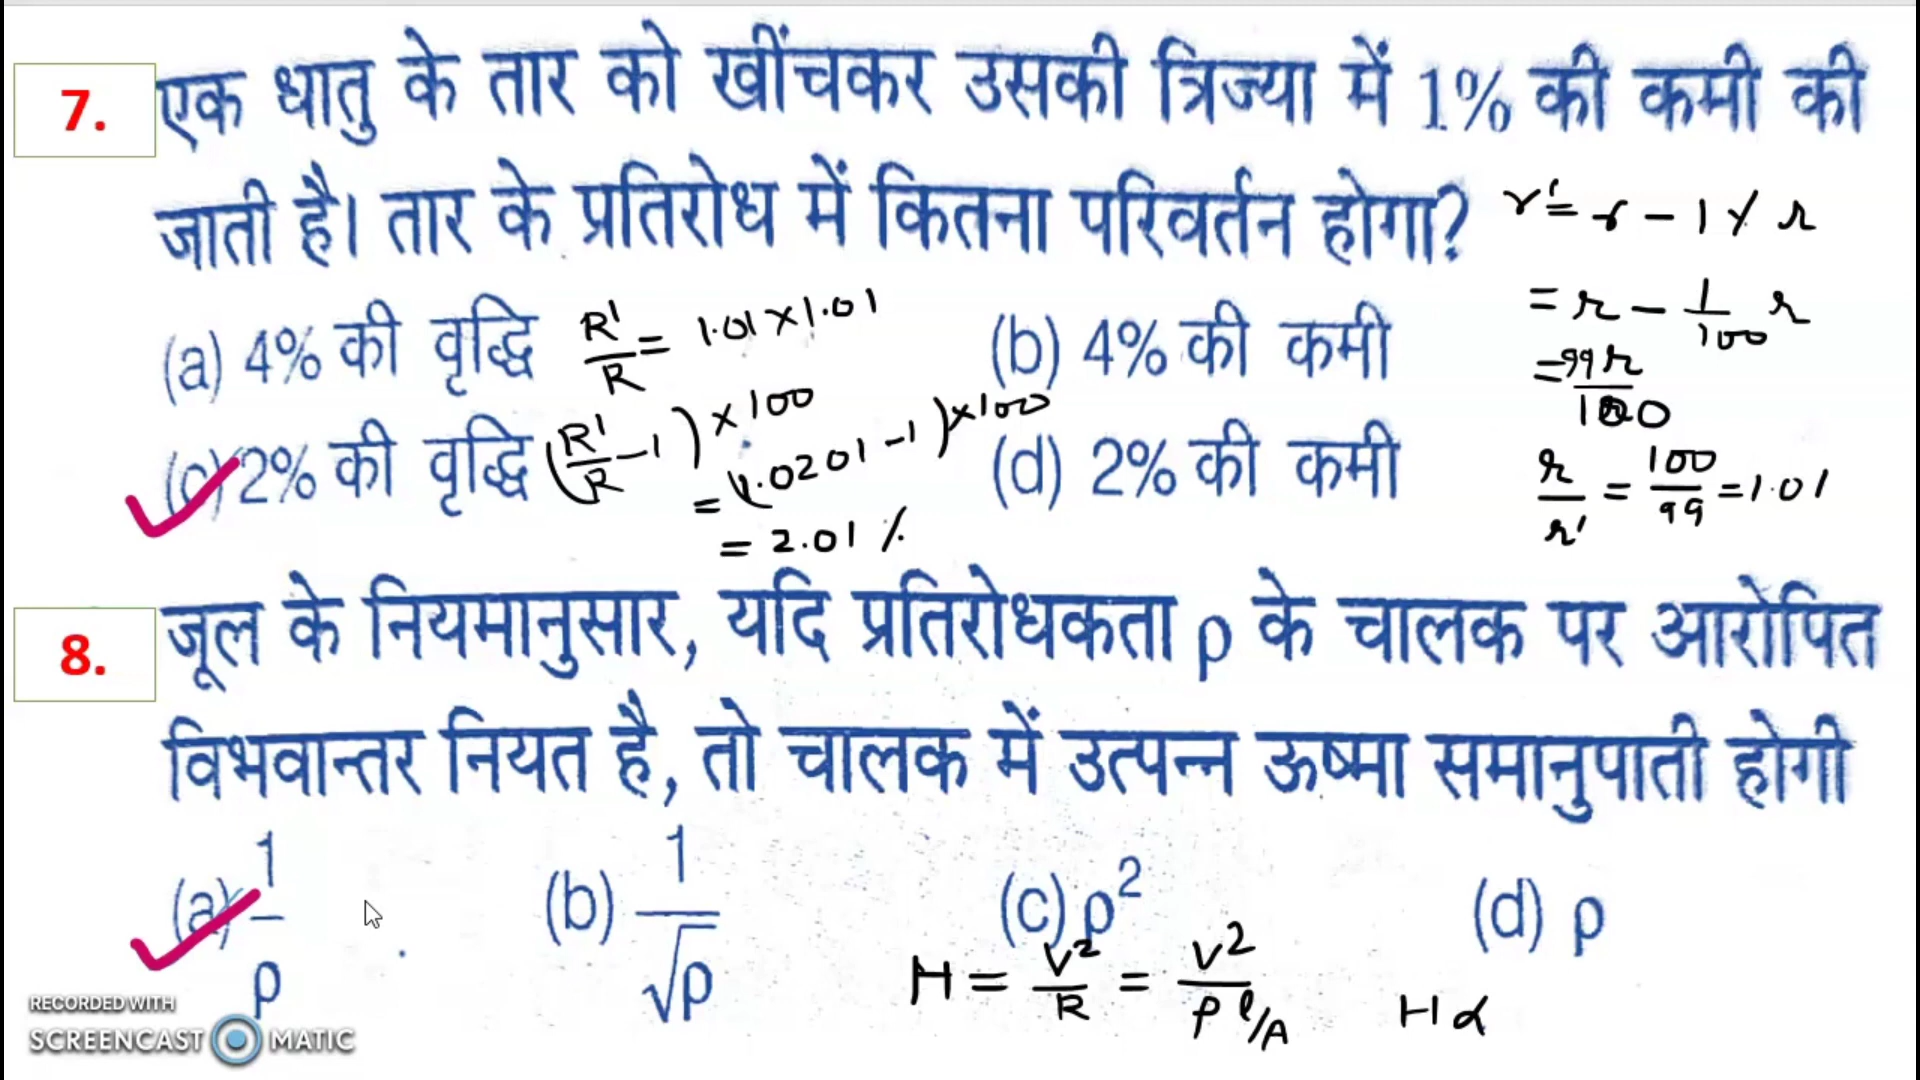 7. एक धातु के तार को खींचकर उसकी त्रिज्या में 1% की कमी की
जाती है। तार के प्रतिरोध में कितना परिवर्तन होगा? r' = r - 1% r
= r - 1/100 r
= 99r/100
r/r' = 100/99 = 1.01
(a) 4% की वृद्धि R'/R = 1.01 × 1.01 (b) 4% की कमी
(c) 2% की वृद्धि (R'/R - 1) × 100 (d) 2% की कमी
= (1.0201 - 1) × 100
= 2.01 %
8. जूल के नियमानुसार, यदि प्रतिरोधकता ρ के चालक पर आरोपित
विभवान्तर नियत है, तो चालक में उत्पन्न ऊष्मा समानुपाती होगी
(a) 1/ρ (b) 1/√ρ (c) ρ² (d) ρ
H = V²/R = V²/ρ l/A H α
RECORDED WITH
SCREENCAST MATIC